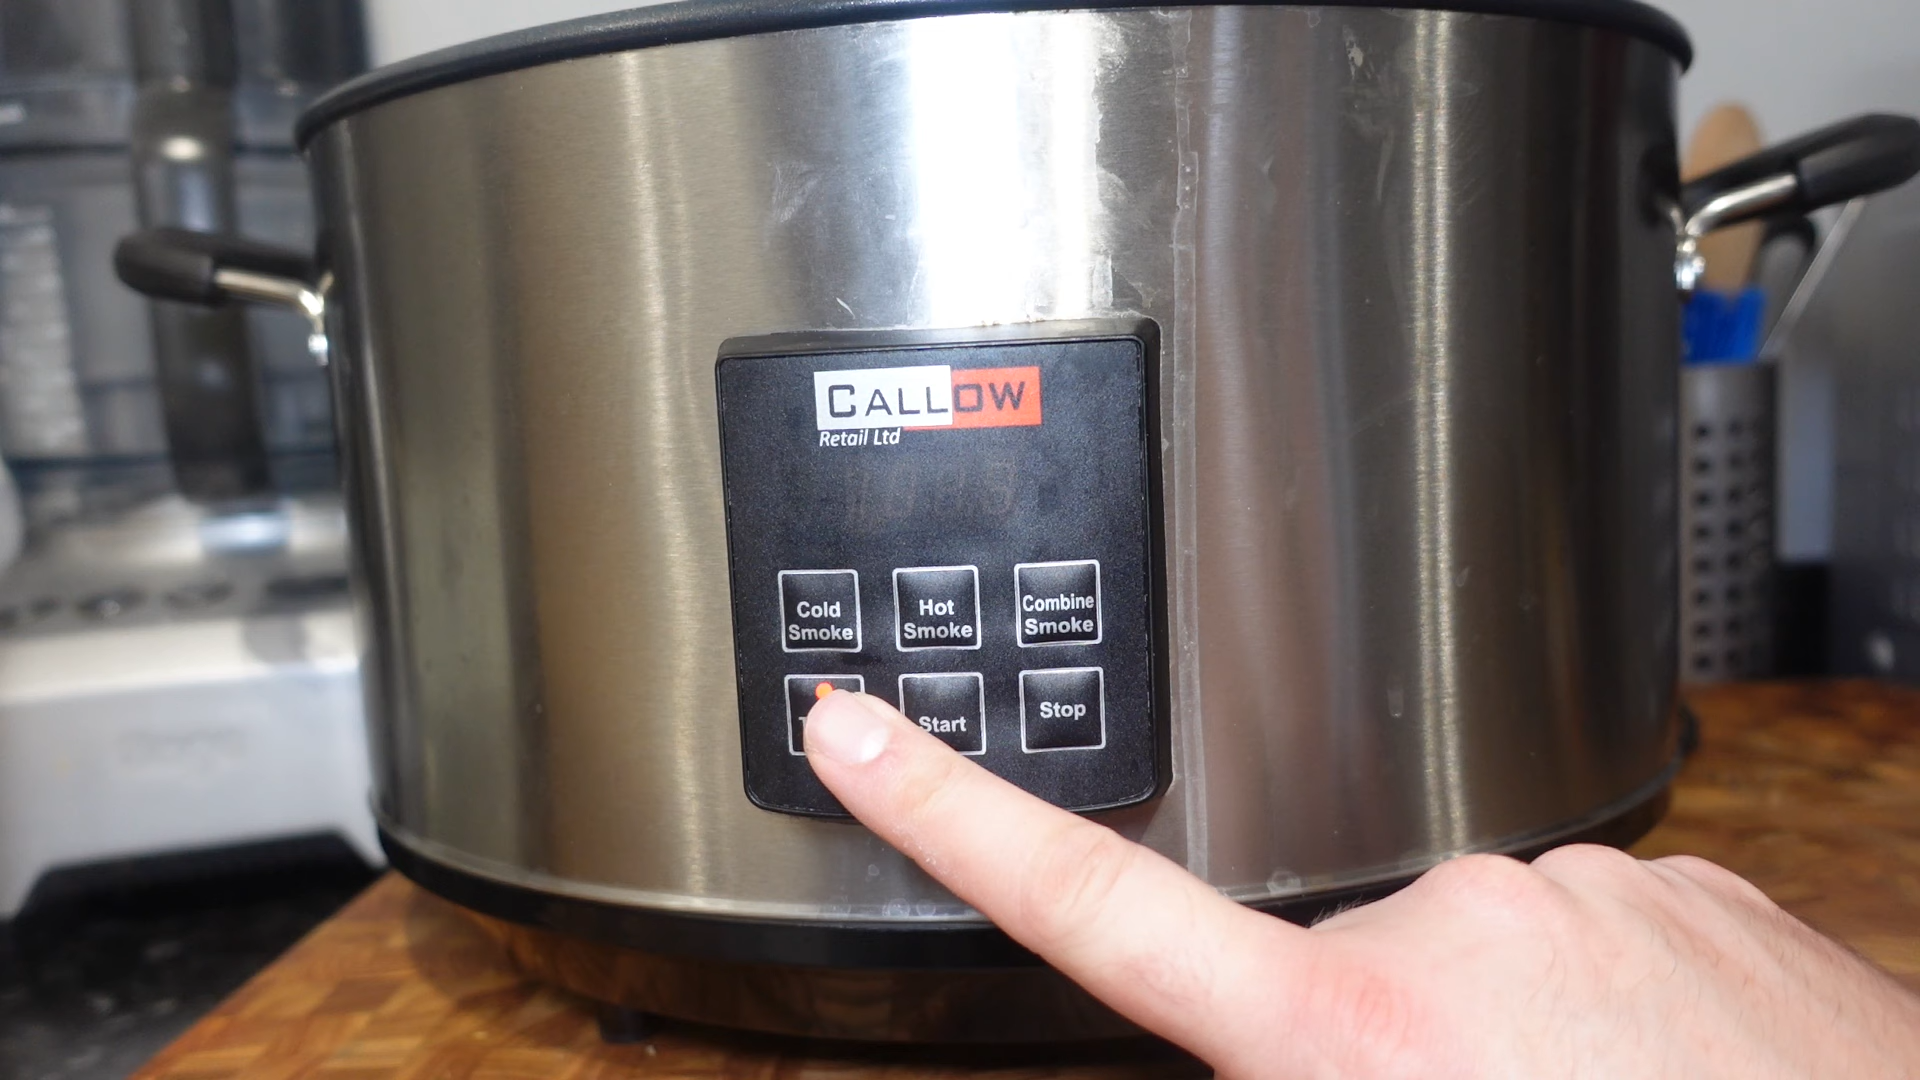 CALLOW
Retail Ltd
Cold
Smoke
Hot
Smoke
Combine
Smoke
Start
Stop